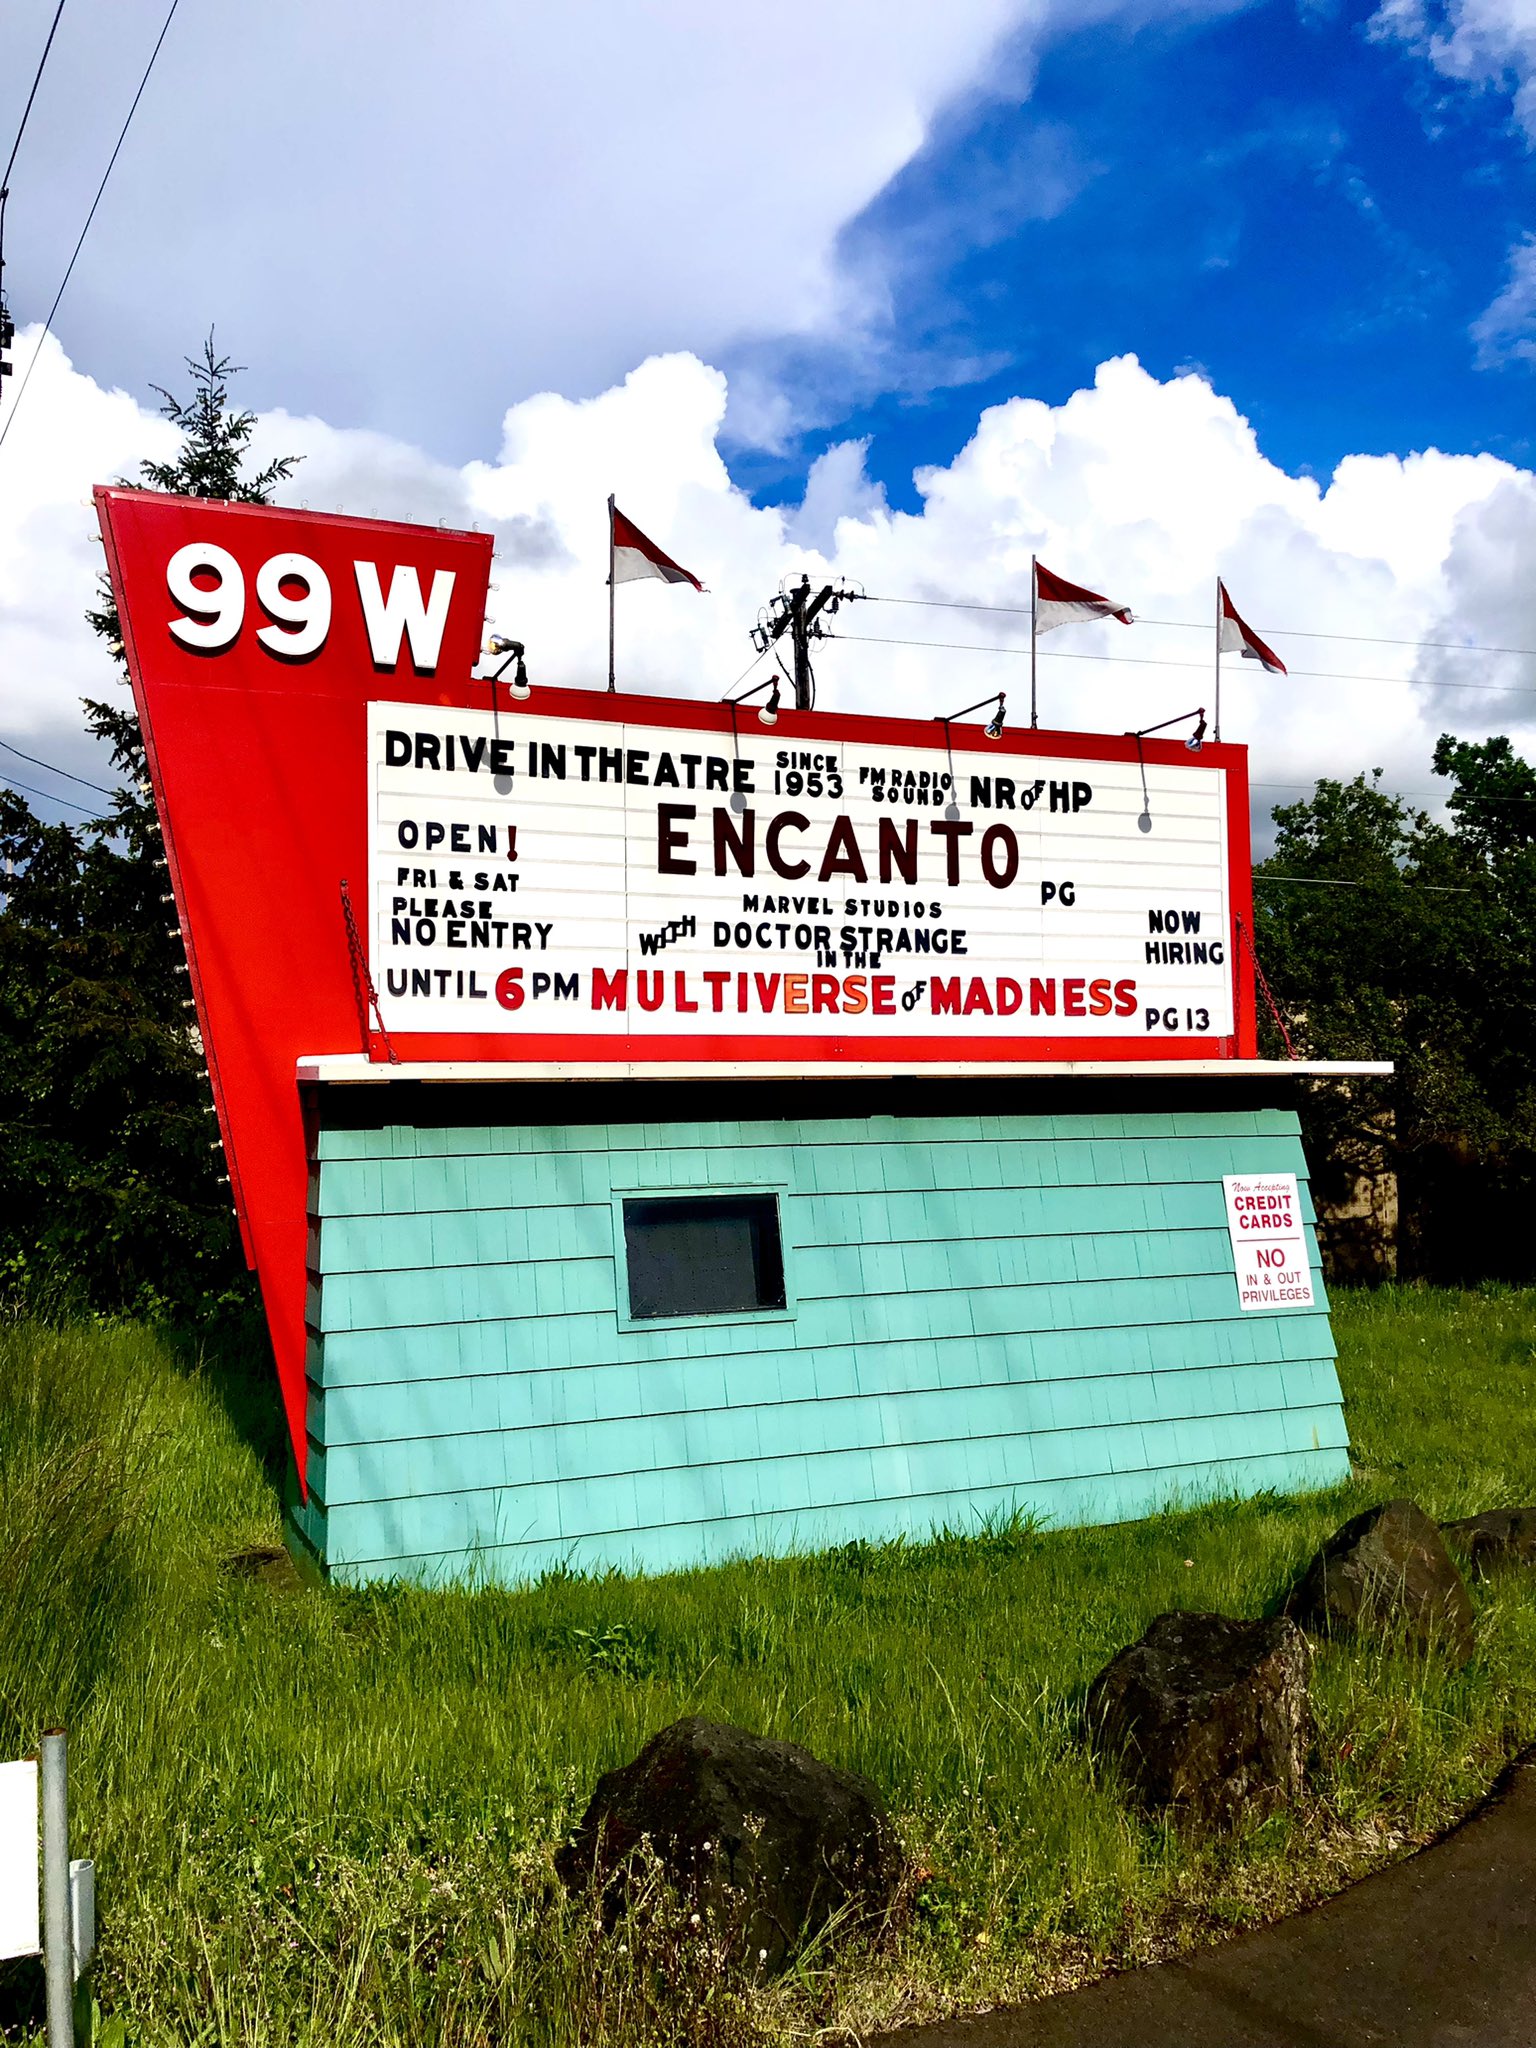 99W
DRIVE IN THEATRE SINCE 1953 FM RADIO SOUND NR OF HP
OPEN!
FRI & SAT
PLEASE
NO ENTRY
UNTIL 6 PM
ENCANTO PG
MARVEL STUDIOS
WITH DOCTOR STRANGE
IN THE
MULTIVERSE OF MADNESS PG13
NOW
HIRING
Now Accepting
CREDIT
CARDS
NO
IN & OUT
PRIVILEGES